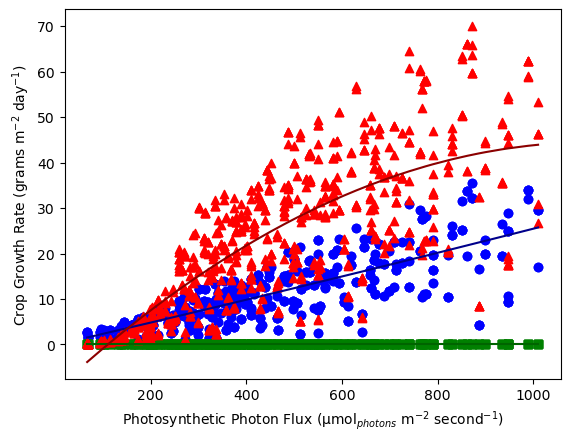 70
60
50
40
30
20
10
0
Crop Growth Rate (grams m⁻² day⁻¹)
200 400 600 800 1000
Photosynthetic Photon Flux (μmol_photons m⁻² second⁻¹)